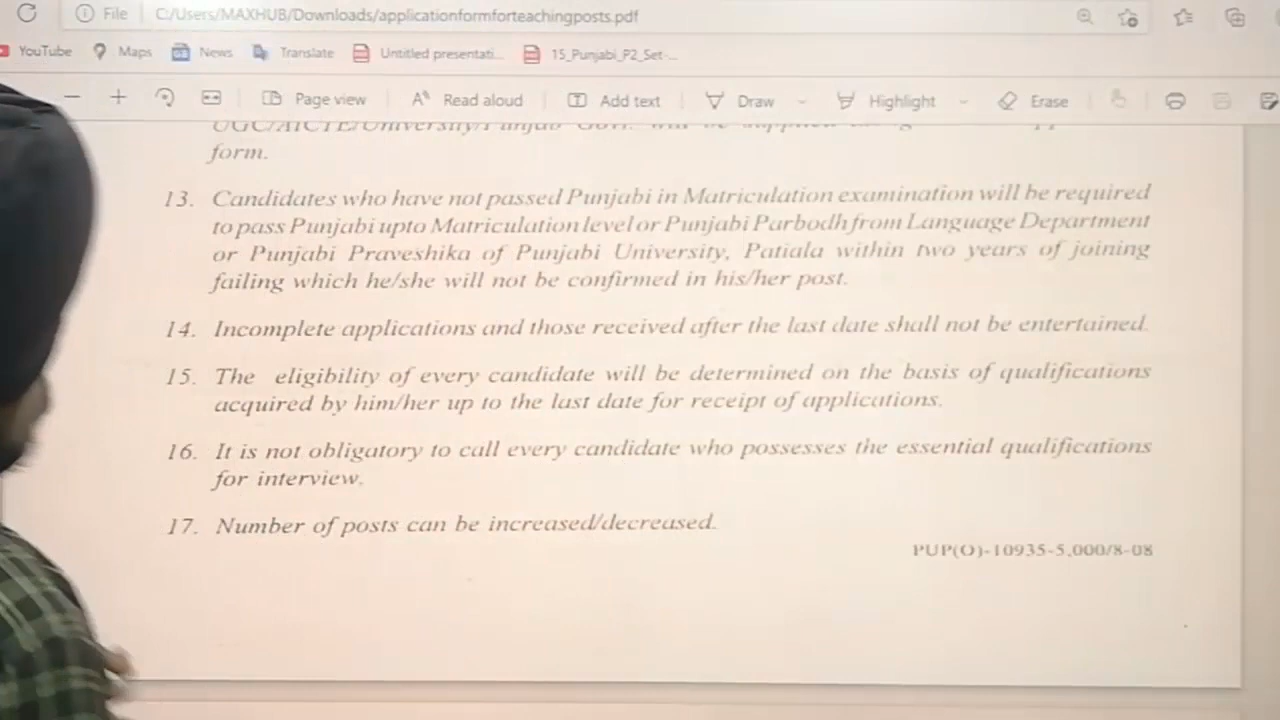 File C:/Users/MAXHUB/Downloads/applicationformforteachingposts.pdf
YouTube Maps News Translate Untitled presentati... 15_Punjabi_P2_Set-...
Page view Read aloud Add text Draw Highlight Erase
form.
13. Candidates who have not passed Punjabi in Matriculation examination will be required
to pass Punjabi upto Matriculation level or Punjabi Parbodh from Language Department
or Punjabi Praveshika of Punjabi University, Patiala within two years of joining
failing which he/she will not be confirmed in his/her post.
14. Incomplete applications and those received after the last date shall not be entertained.
15. The eligibility of every candidate will be determined on the basis of qualifications
acquired by him/her up to the last date for receipt of applications.
16. It is not obligatory to call every candidate who possesses the essential qualifications
for interview.
17. Number of posts can be increased/decreased.
PUP(O)-10935-5,000/8-08